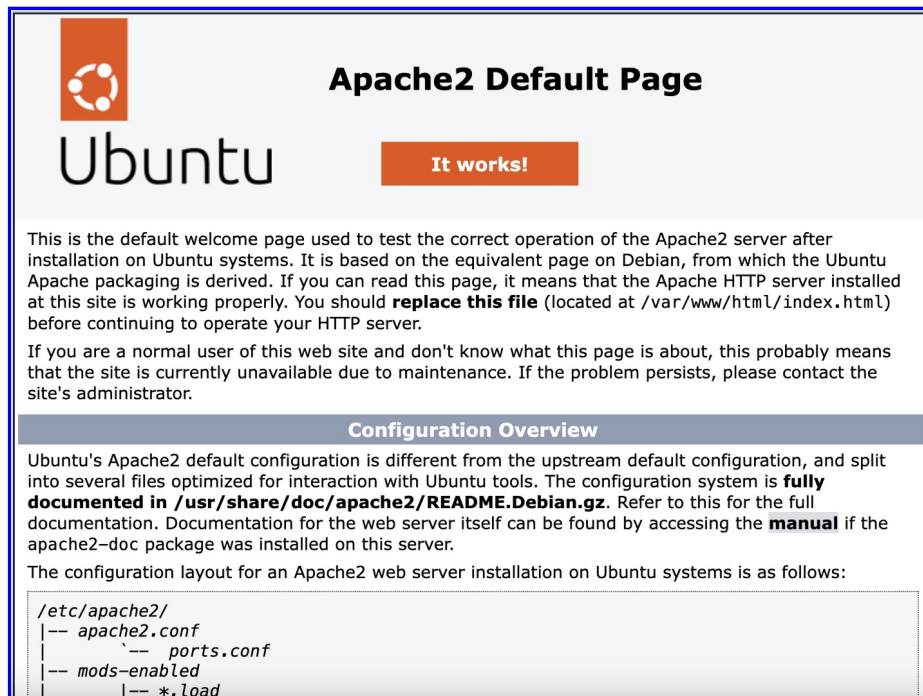 Apache2 Default Page
Ubuntu
It works!
This is the default welcome page used to test the correct operation of the Apache2 server after
installation on Ubuntu systems. It is based on the equivalent page on Debian, from which the Ubuntu
Apache packaging is derived. If you can read this page, it means that the Apache HTTP server installed
at this site is working properly. You should replace this file (located at /var/www/html/index.html)
before continuing to operate your HTTP server.
If you are a normal user of this web site and don't know what this page is about, this probably means
that the site is currently unavailable due to maintenance. If the problem persists, please contact the
site's administrator.
Configuration Overview
Ubuntu's Apache2 default configuration is different from the upstream default configuration, and split
into several files optimized for interaction with Ubuntu tools. The configuration system is fully
documented in /usr/share/doc/apache2/README.Debian.gz. Refer to this for the full
documentation. Documentation for the web server itself can be found by accessing the manual if the
apache2-doc package was installed on this server.
The configuration layout for an Apache2 web server installation on Ubuntu systems is as follows:
/etc/apache2/
|-- apache2.conf
|       `--  ports.conf
|-- mods-enabled
|       |-- *.load